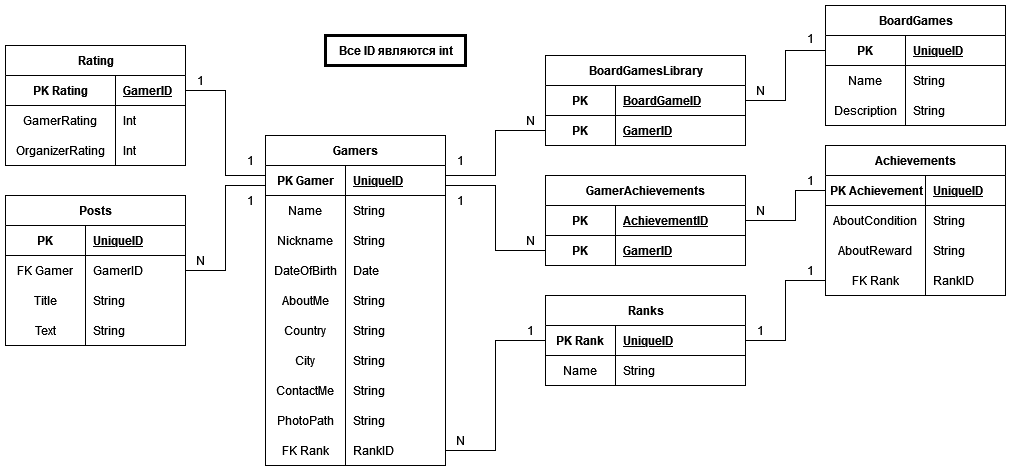 Все ID являются int
Rating
PK Rating GamerID
GamerRating Int
OrganizerRating Int
1
1
Posts
PK UniqueID
FK Gamer GamerID
Title String
Text String
N
1
Gamers
PK Gamer UniqueID
Name String
Nickname String
DateOfBirth Date
AboutMe String
Country String
City String
ContactMe String
PhotoPath String
FK Rank RankID
1
N
1
N
N
1
BoardGamesLibrary
PK BoardGameID
PK GamerID
N
1
BoardGames
PK UniqueID
Name String
Description String
GamerAchievements
PK AchievementID
PK GamerID
N
1
Achievements
PK Achievement UniqueID
AboutCondition String
AboutReward String
FK Rank RankID
Ranks
PK Rank UniqueID
Name String
1
1